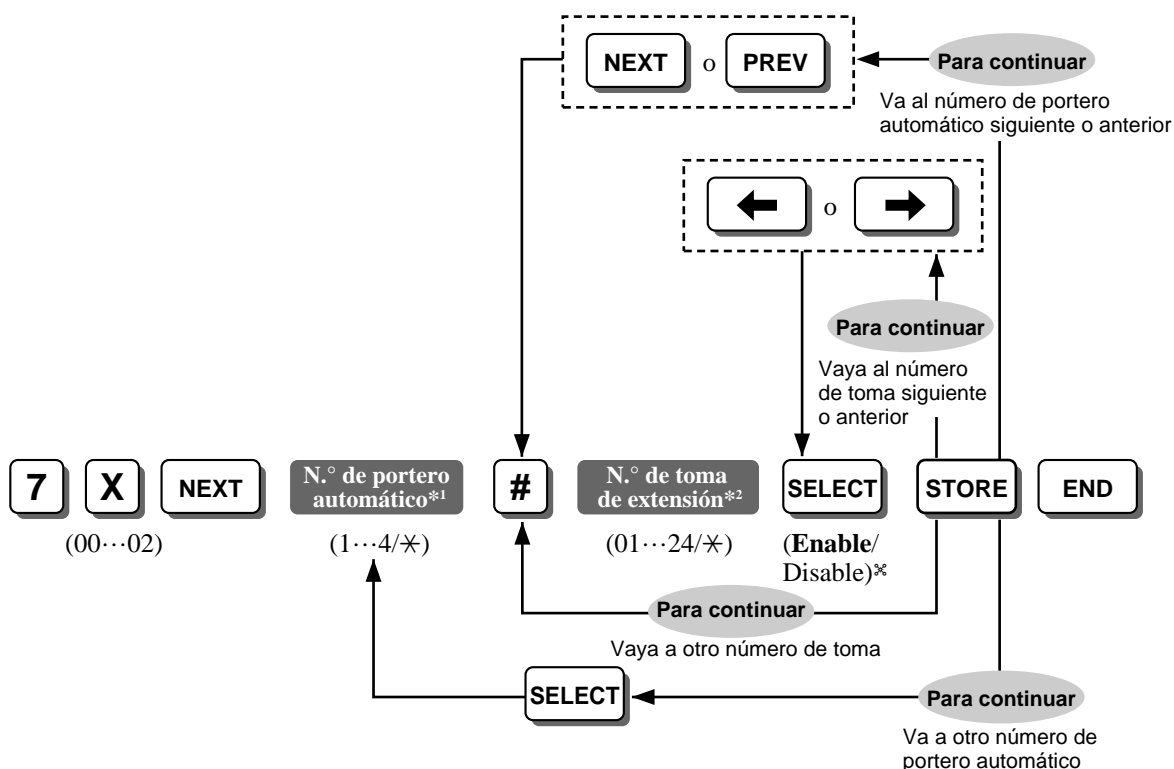 NEXT o PREV
Para continuar
Va al número de portero
automático siguiente o anterior
← o →
Para continuar
Vaya al número
de toma siguiente
o anterior
7 X NEXT N.° de portero automático*1 # N.° de toma de extensión*2 SELECT STORE END
(00···02) (1···4/✳) (01···24/✳) (Enable/
Disable)⌘
Para continuar
Vaya a otro número de toma
SELECT
Para continuar
Va a otro número de
portero automático